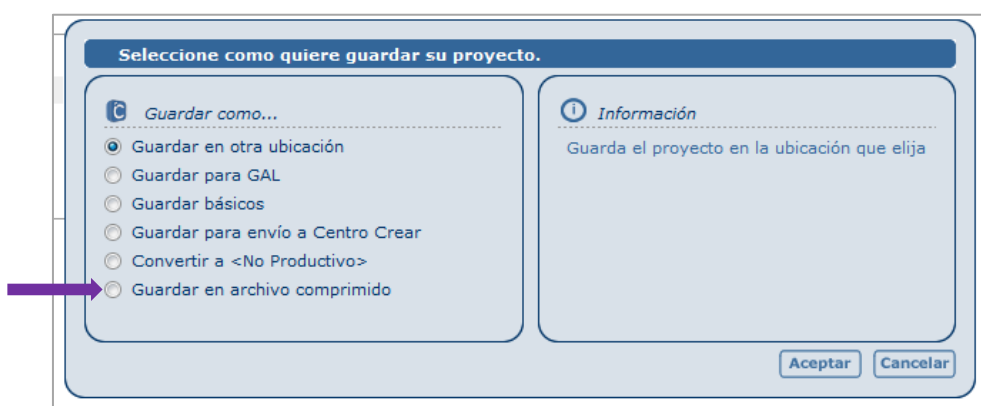 Seleccione como quiere guardar su proyecto.
Guardar como...
Guardar en otra ubicación
Guardar para GAL
Guardar básicos
Guardar para envío a Centro Crear
Convertir a <No Productivo>
Guardar en archivo comprimido
Información
Guarda el proyecto en la ubicación que elija
Aceptar Cancelar